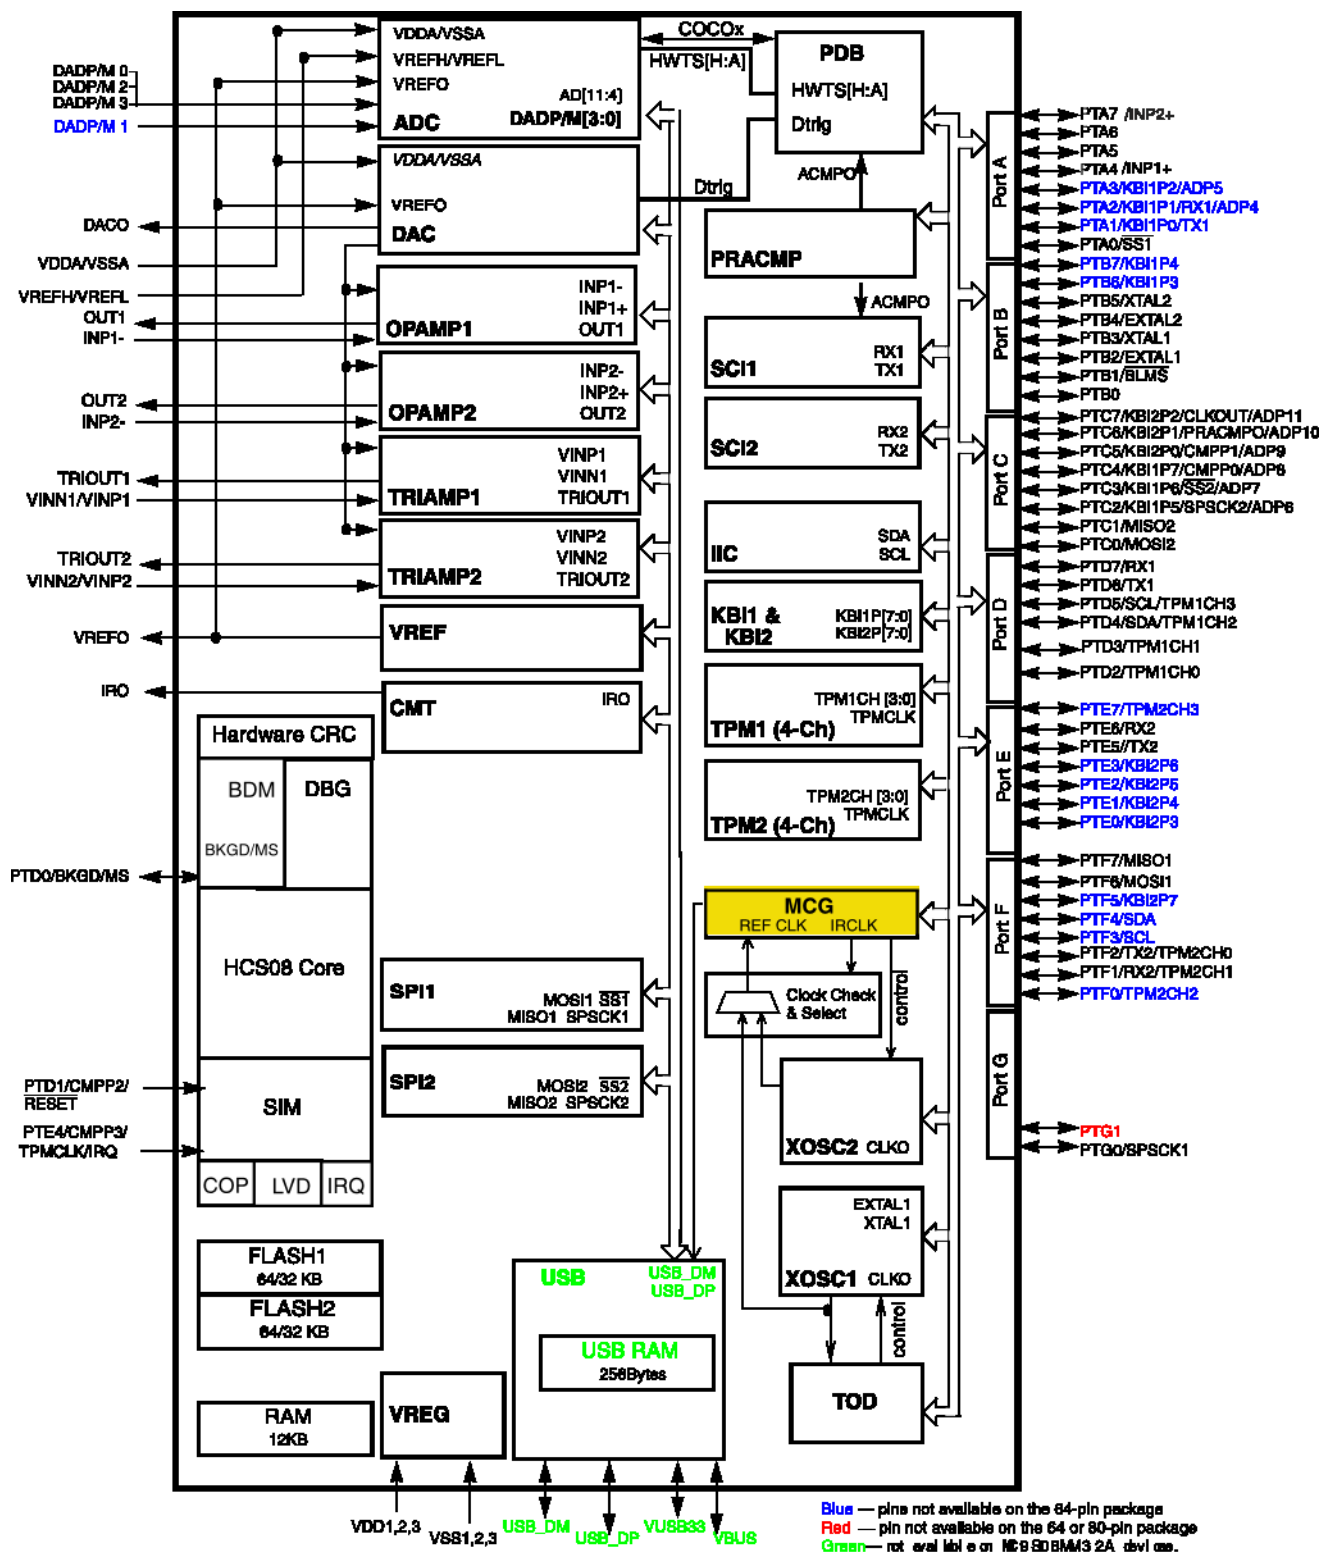 VDDA/VSSA
VREFH/VREFL
VREFO
AD[11:4]
DADP/M[3:0]
ADC
DADP/M 0
DADP/M 2
DADP/M 3
DADP/M 1
COCOx
HWTS[H:A]
PDB
HWTS[H:A]
Dtrig
ACMPO
VDDA/VSSA
VREFO
DAC
Dtrig
DACO
VDDA/VSSA
VREFH/VREFL
OUT1
INP1-
INP1-
INP1+
OUT1
OPAMP1
OUT2
INP2-
INP2-
INP2+
OUT2
OPAMP2
TRIOUT1
VINN1/VINP1
VINP1
VINN1
TRIOUT1
TRIAMP1
TRIOUT2
VINN2/VINP2
VINP2
VINN2
TRIOUT2
TRIAMP2
VREFO
VREF
IRO
CMT
IRO
PRACMP
ACMPO
SCI1
RX1
TX1
SCI2
RX2
TX2
IIC
SDA
SCL
KBI1 &
KBI2
KBI1P[7:0]
KBI2P[7:0]
TPM1CH [3:0]
TPMCLK
TPM1 (4-Ch)
TPM2CH [3:0]
TPMCLK
TPM2 (4-Ch)
MCG
REF CLK IRCLK
Clock Check
& Select
control
XOSC2 CLKO
EXTAL1
XTAL1
XOSC1 CLKO
control
TOD
Hardware CRC
BDM
DBG
BKGD/MS
PTD0/BKGD/MS
HCS08 Core
PTD1/CMPP2/
RESET
SIM
PTE4/CMPP3/
TPMCLK/IRQ
COP LVD IRQ
SPI1
MOSI1 SS1
MISO1 SPSCK1
SPI2
MOSI2 SS2
MISO2 SPSCK2
FLASH1
64/32 KB
FLASH2
64/32 KB
RAM
12KB
VREG
USB
USB_DM
USB_DP
USB RAM
256Bytes
VDD1,2,3
VSS1,2,3
USB_DM
USB_DP
VUSB33
VBUS
Port A
PTA7 /INP2+
PTA6
PTA5
PTA4 /INP1+
PTA3/KBI1P2/ADP5
PTA2/KBI1P1/RX1/ADP4
PTA1/KBI1P0/TX1
PTA0/SS1
Port B
PTB7/KBI1P4
PTB6/KBI1P3
PTB5/XTAL2
PTB4/EXTAL2
PTB3/XTAL1
PTB2/EXTAL1
PTB1/BLMS
PTB0
Port C
PTC7/KBI2P2/CLKOUT/ADP11
PTC6/KBI2P1/PRACMPO/ADP10
PTC5/KBI2P0/CMPP1/ADP9
PTC4/KBI1P7/CMPP0/ADP8
PTC3/KBI1P6/SS2/ADP7
PTC2/KBI1P5/SPSCK2/ADP6
PTC1/MISO2
PTC0/MOSI2
Port D
PTD7/RX1
PTD6/TX1
PTD5/SCL/TPM1CH3
PTD4/SDA/TPM1CH2
PTD3/TPM1CH1
PTD2/TPM1CH0
Port E
PTE7/TPM2CH3
PTE6/RX2
PTE5//TX2
PTE3/KBI2P6
PTE2/KBI2P5
PTE1/KBI2P4
PTE0/KBI2P3
Port F
PTF7/MISO1
PTF6/MOSI1
PTF5/KBI2P7
PTF4/SDA
PTF3/SCL
PTF2/TX2/TPM2CH0
PTF1/RX2/TPM2CH1
PTF0/TPM2CH2
Port G
PTG1
PTG0/SPSCK1
Blue — pins not available on the 64-pin package
Red — pin not available on the 64 or 80-pin package
Green — not available on MC9S08MM32A devices.